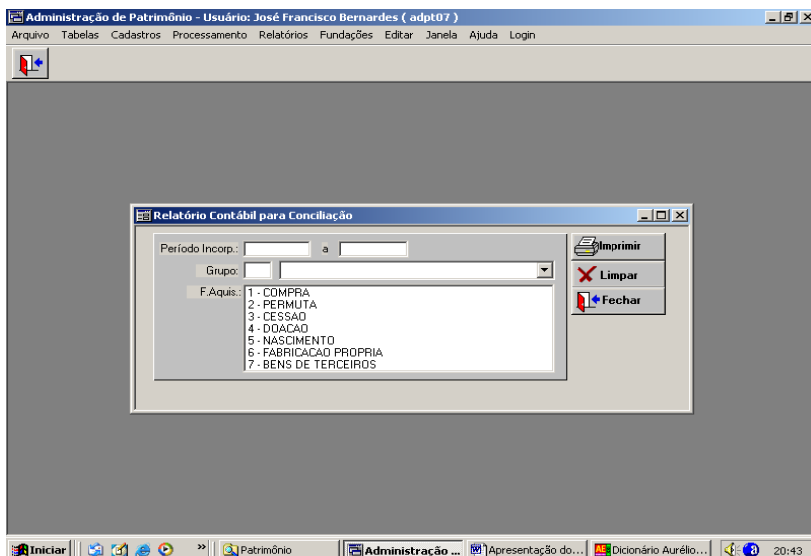 Administração de Patrimônio - Usuário: José Francisco Bernardes ( adpt07 )
Arquivo Tabelas Cadastros Processamento Relatórios Fundações Editar Janela Ajuda Login
Relatório Contábil para Conciliação
Período Incorp.: a
Imprimir
Grupo:
Limpar
F.Aquis.: 1 - COMPRA
Fechar
2 - PERMUTA
3 - CESSAO
4 - DOACAO
5 - NASCIMENTO
6 - FABRICACAO PROPRIA
7 - BENS DE TERCEIROS
Iniciar » Patrimônio Administração ... Apresentação do... Dicionário Aurélio... 20:43